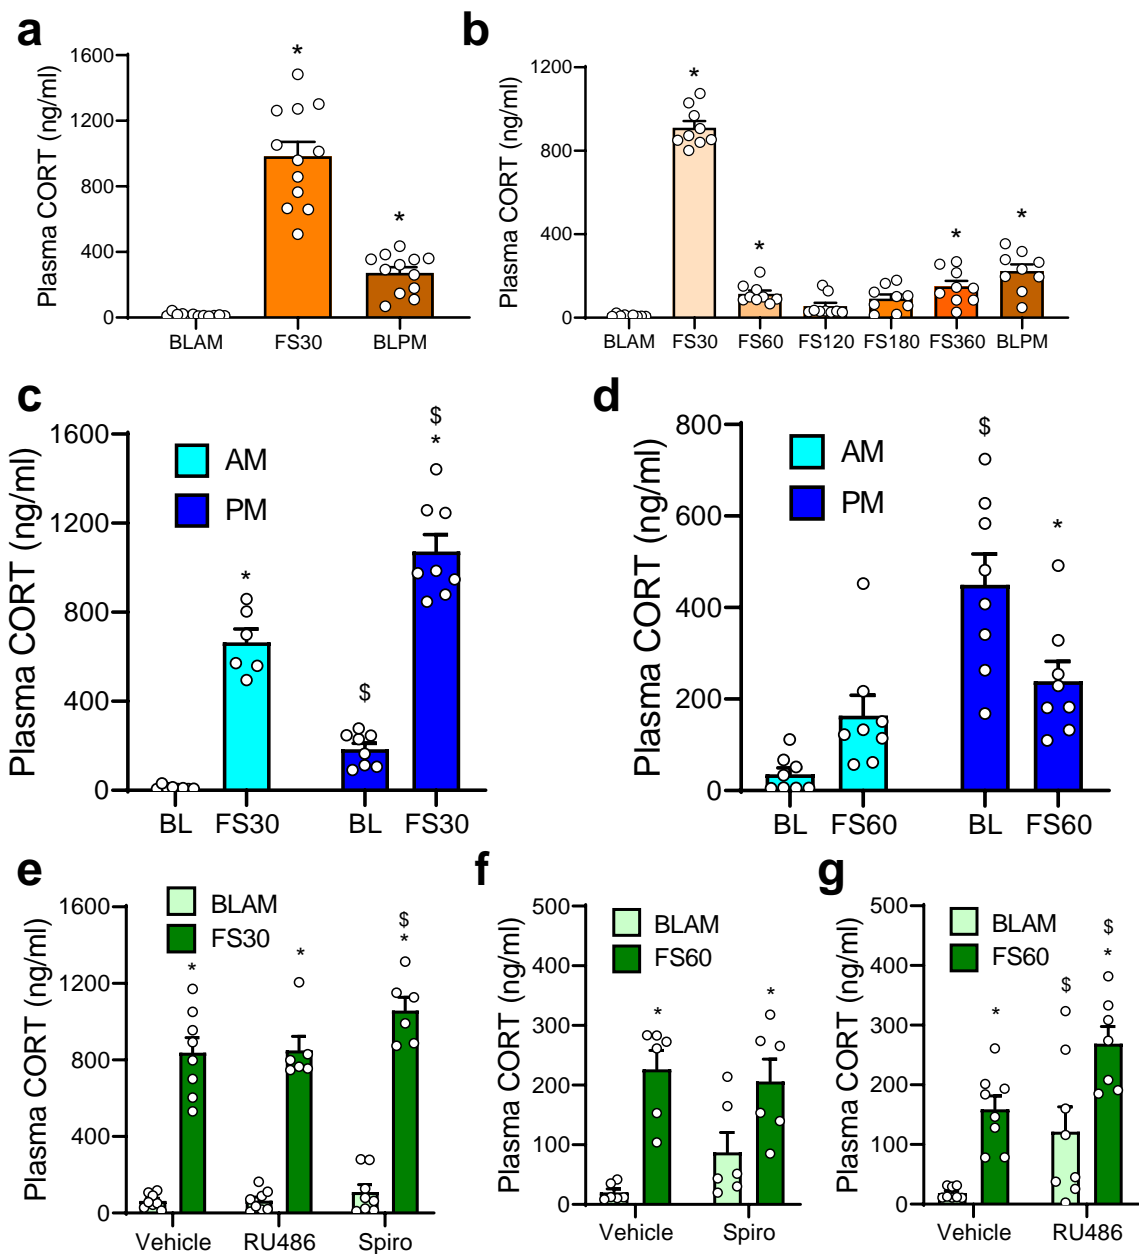 a
Plasma CORT (ng/ml)
1600
1200
800
400
0
*
*
BLAM FS30 BLPM
b
Plasma CORT (ng/ml)
1200
800
400
0
*
*
*
*
BLAM FS30 FS60 FS120 FS180 FS360 BLPM
c
Plasma CORT (ng/ml)
1600
1200
800
400
0
AM
PM
*
$
$
*
BL FS30 BL FS30
d
Plasma CORT (ng/ml)
800
600
400
200
0
AM
PM
$
*
BL FS60 BL FS60
e
Plasma CORT (ng/ml)
1600
1200
800
400
0
BLAM
FS30
*
*
$
*
Vehicle RU486 Spiro
f
Plasma CORT (ng/ml)
500
400
300
200
100
0
BLAM
FS60
*
*
Vehicle Spiro
g
Plasma CORT (ng/ml)
500
400
300
200
100
0
BLAM
FS60
*
$
$
*
Vehicle RU486